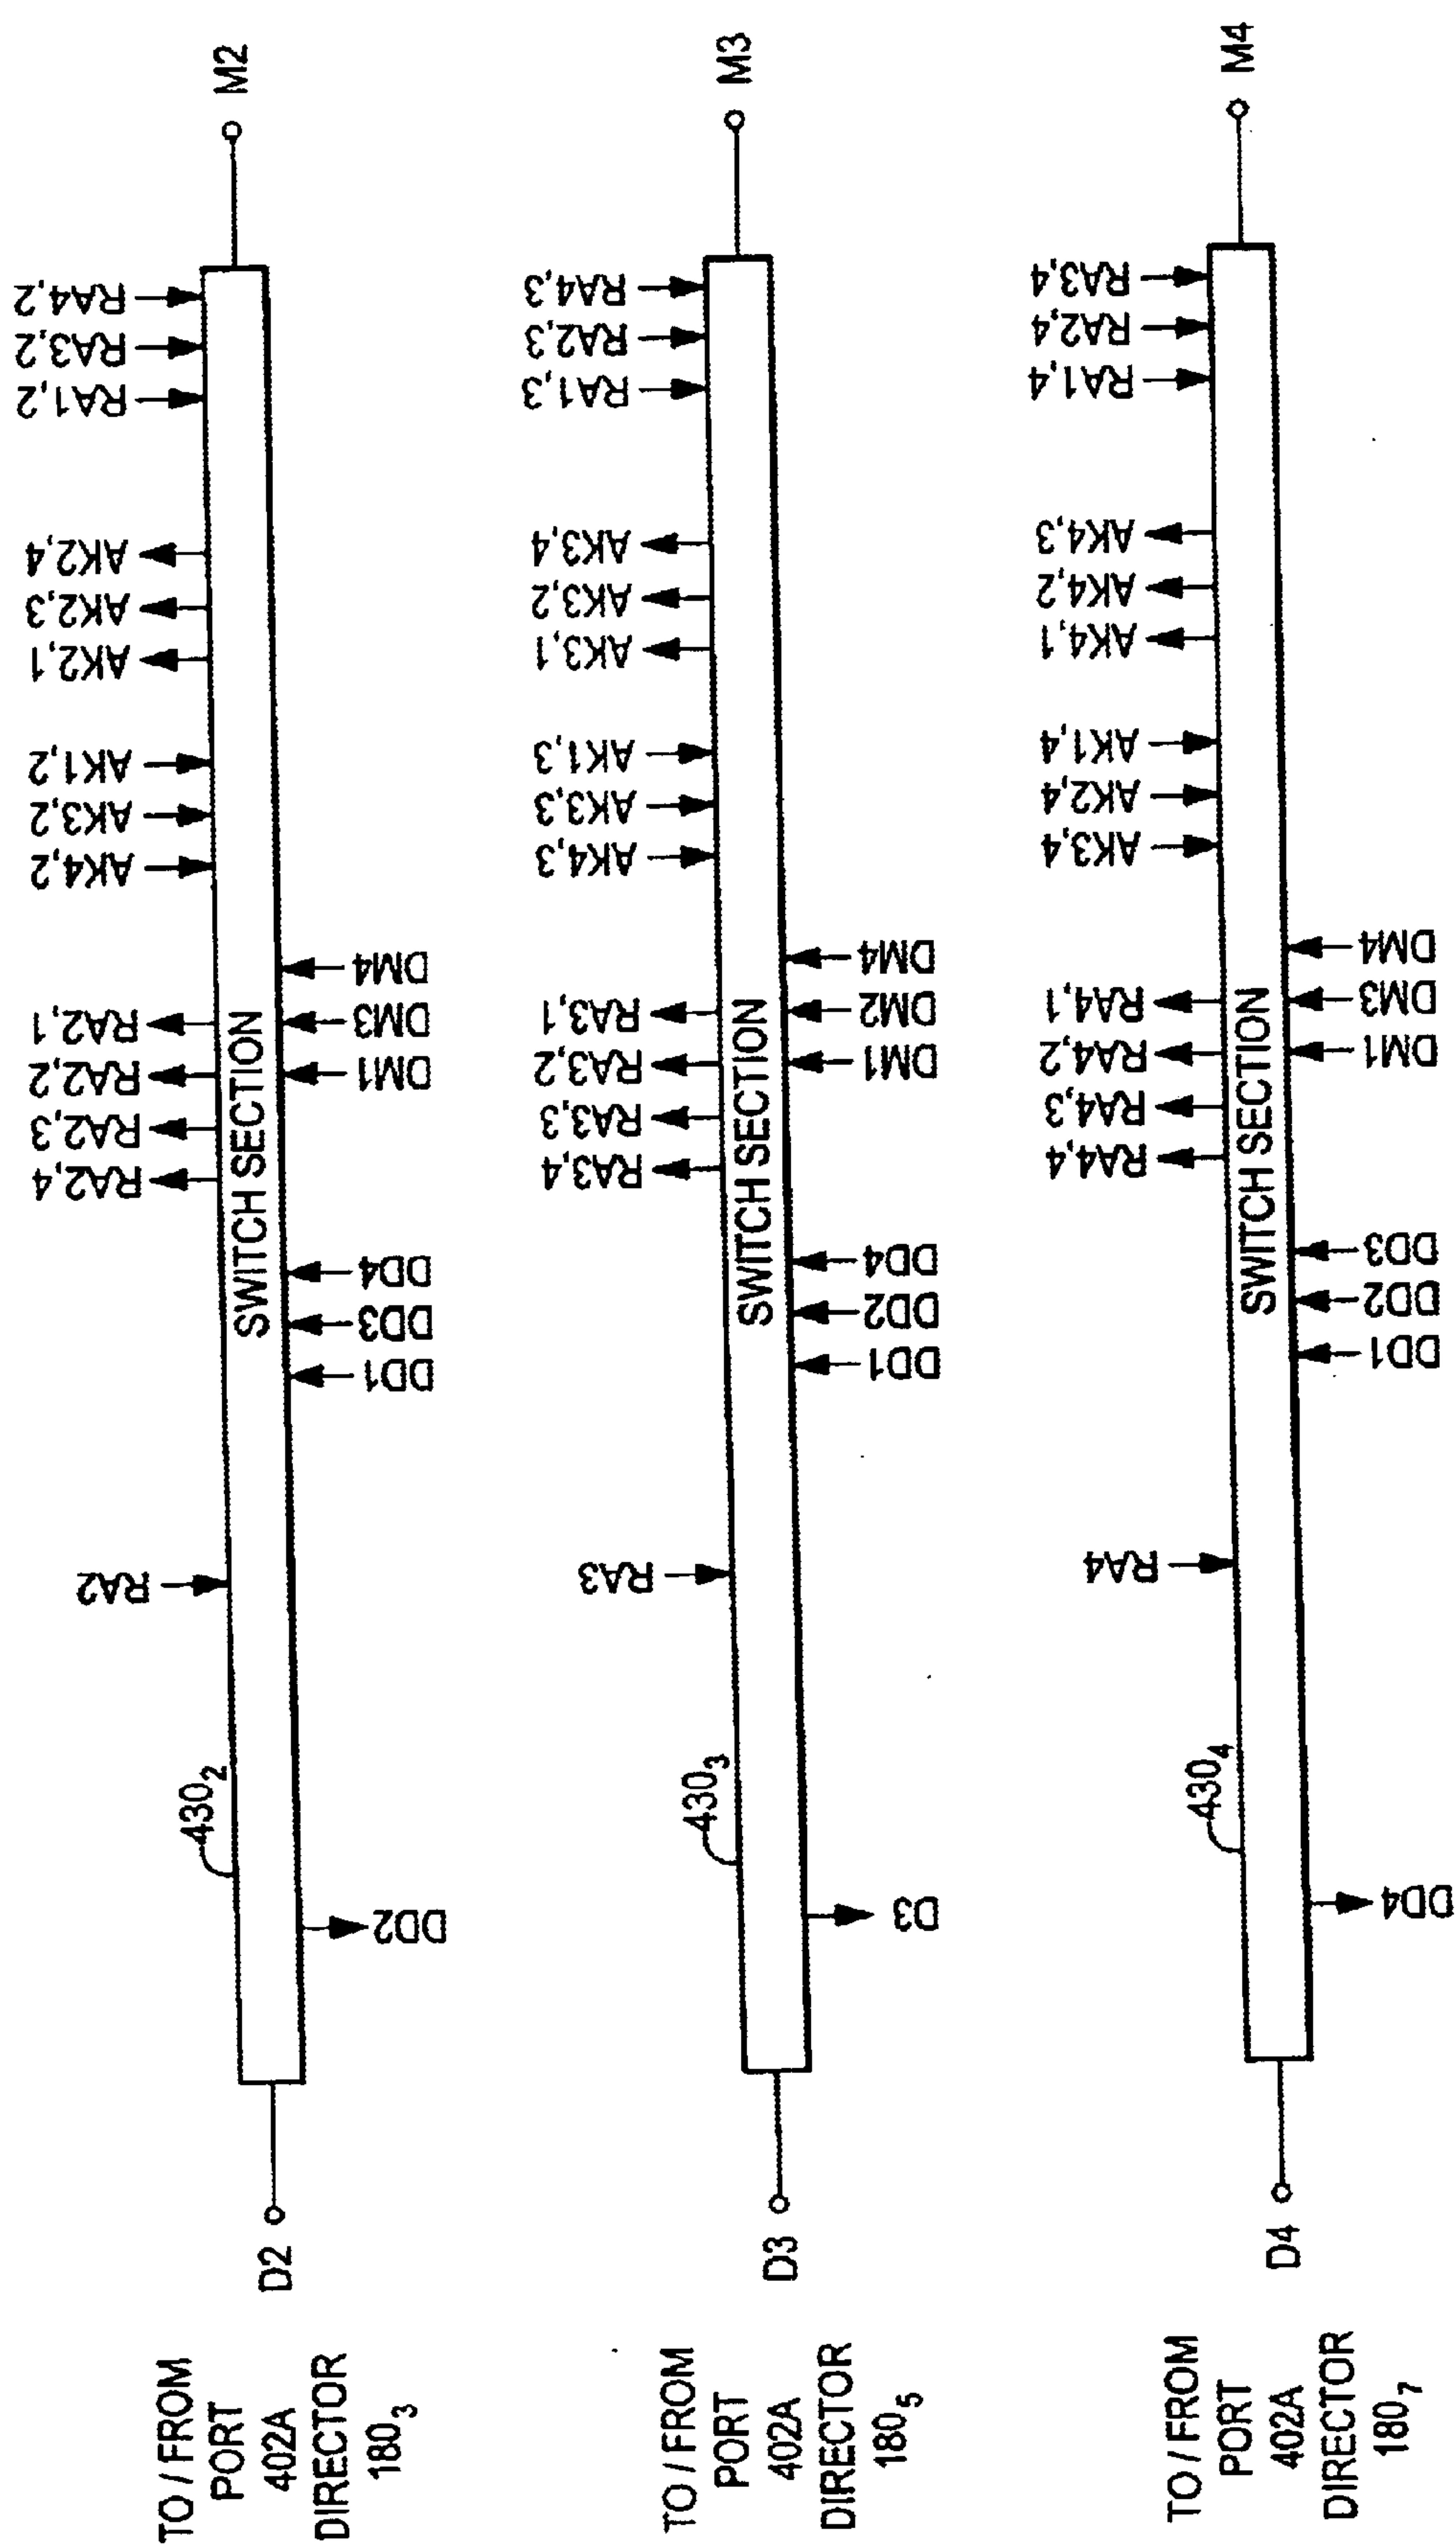 TO / FROM
PORT
402A
DIRECTOR
180₃
D2
430₂
DD2
RA2
DD1
DD3
DD4
SWITCH SECTION
RA2,4
RA2,3
RA2,2
RA2,1
DM1
DM3
DM4
AK4,2
AK3,2
AK1,2
AK2,1
AK2,3
AK2,4
RA1,2
RA3,2
RA4,2
M2
TO / FROM
PORT
402A
DIRECTOR
180₅
D3
430₃
D3
RA3
DD1
DD2
DD4
SWITCH SECTION
RA3,4
RA3,3
RA3,2
RA3,1
DM1
DM2
DM4
AK4,3
AK3,3
AK1,3
AK3,1
AK3,2
AK3,4
RA1,3
RA2,3
RA4,3
M3
TO / FROM
PORT
402A
DIRECTOR
180₇
D4
430₄
DD4
RA4
DD1
DD2
DD3
SWITCH SECTION
RA4,4
RA4,3
RA4,2
RA4,1
DM1
DM3
DM4
AK3,4
AK2,4
AK1,4
AK4,1
AK4,2
AK4,3
RA1,4
RA2,4
RA3,4
M4